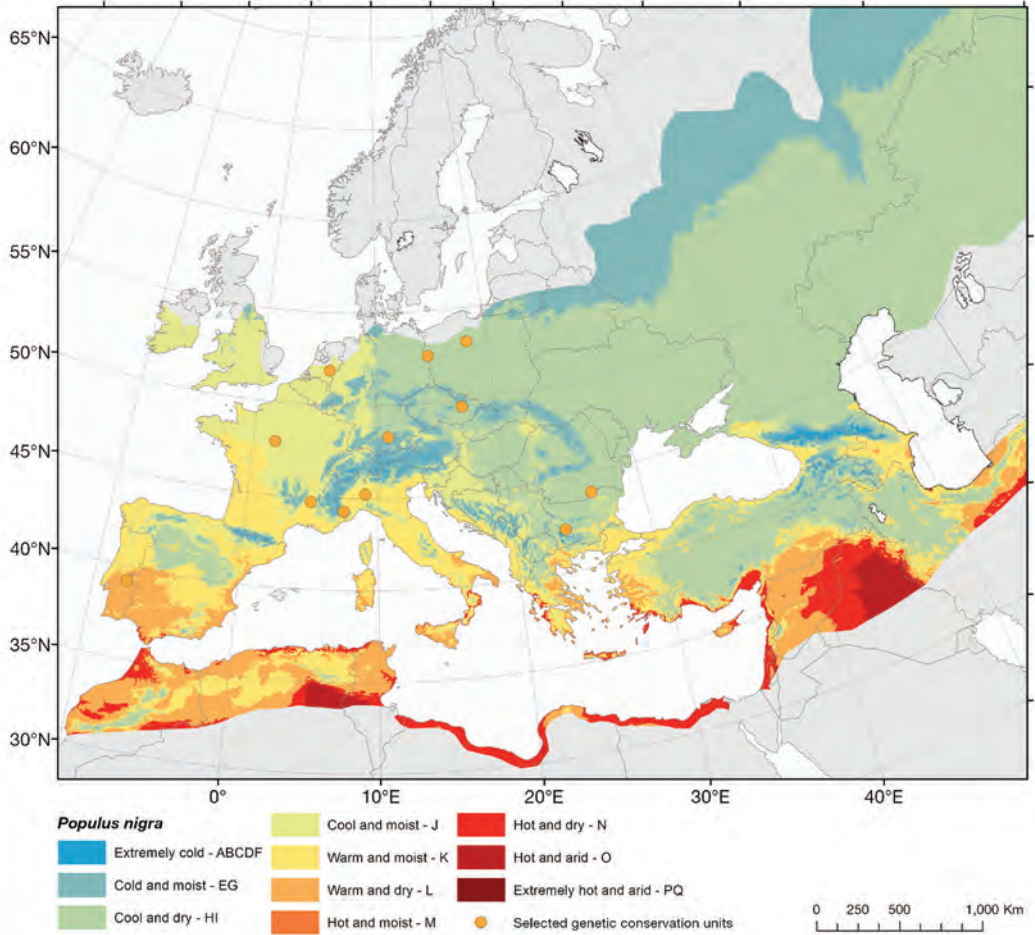 65°N
60°N
55°N
50°N
45°N
40°N
35°N
30°N
0°
10°E
20°E
30°E
40°E
Populus nigra
Extremely cold - ABCDF
Cold and moist - EG
Cool and dry - HI
Cool and moist - J
Warm and moist - K
Warm and dry - L
Hot and moist - M
Hot and dry - N
Hot and arid - O
Extremely hot and arid - PQ
Selected genetic conservation units
0 250 500 1,000 Km